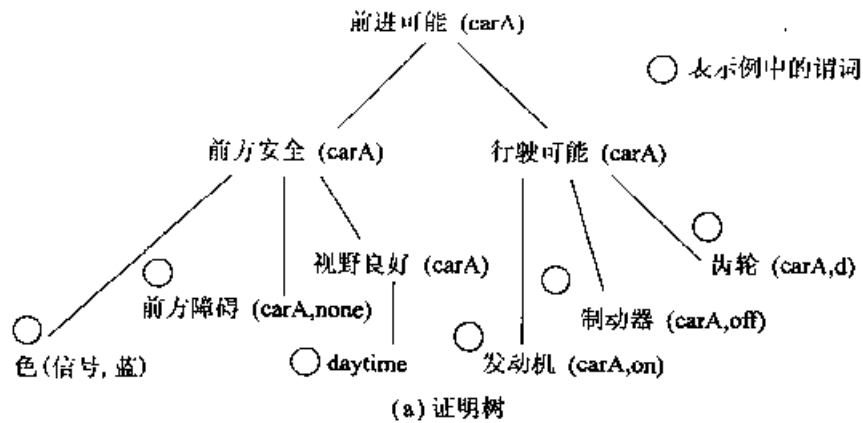 前进可能 (carA)
○ 表示例中的谓词
前方安全 (carA)
行驶可能 (carA)
视野良好 (carA)
齿轮 (carA,d)
前方障碍 (carA,none)
制动器 (carA,off)
色(信号, 蓝)
daytime
发动机 (carA,on)
(a) 证明树